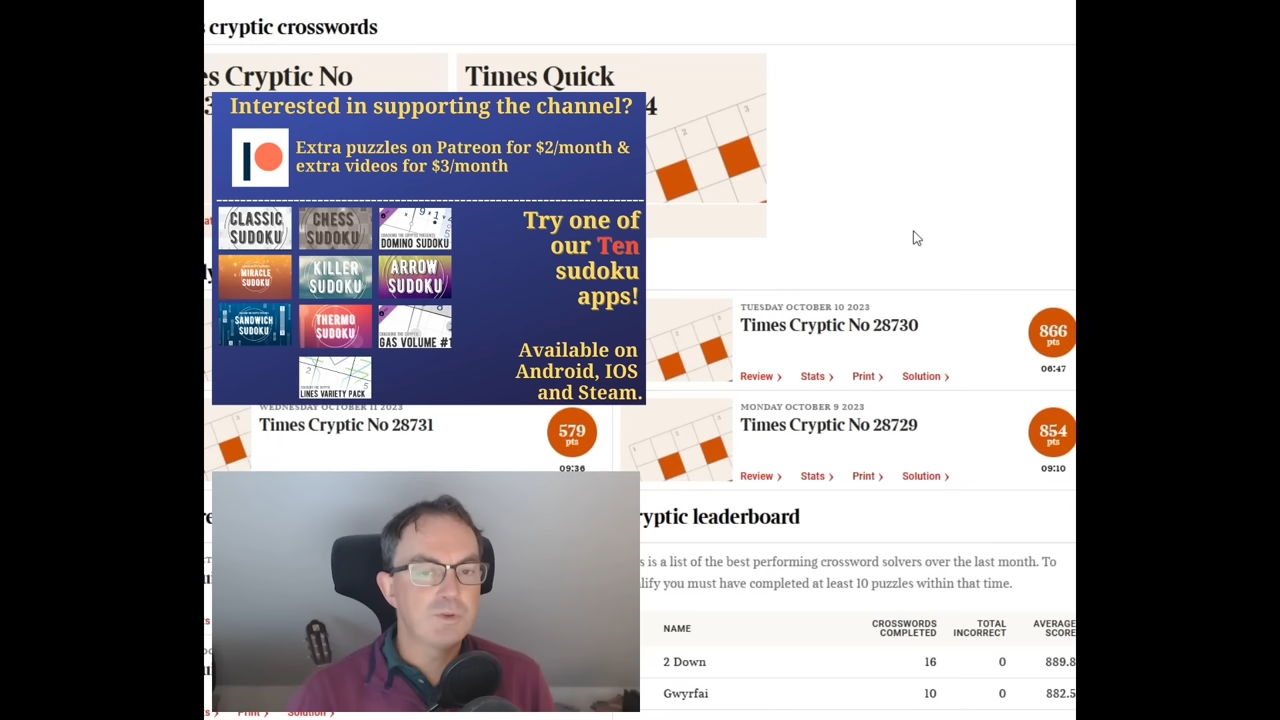 s cryptic crosswords
es Cryptic No
Times Quick
Interested in supporting the channel?
Extra puzzles on Patreon for $2/month &
extra videos for $3/month
CLASSIC
SUDOKU
CHESS
SUDOKU
DOMINO SUDOKU
MIRACLE
SUDOKU
KILLER
SUDOKU
ARROW
SUDOKU
SANDWICH
SUDOKU
THERMO
SUDOKU
GAS VOLUME #1
LINES VARIETY PACK
Try one of
our Ten
sudoku
apps!
Available on
Android, IOS
and Steam.
TUESDAY OCTOBER 10 2023
Times Cryptic No 28730
866
pts
06:47
Review Stats Print Solution
WEDNESDAY OCTOBER 11 2023
Times Cryptic No 28731
579
pts
09:36
MONDAY OCTOBER 9 2023
Times Cryptic No 28729
854
pts
09:10
Review Stats Print Solution
ryptic leaderboard
s is a list of the best performing crossword solvers over the last month. To
lify you must have completed at least 10 puzzles within that time.
NAME CROSSWORDS COMPLETED TOTAL INCORRECT AVERAGE SCORE
2 Down 16 0 889.8
Gwyrfai 10 0 882.5
Print Solution